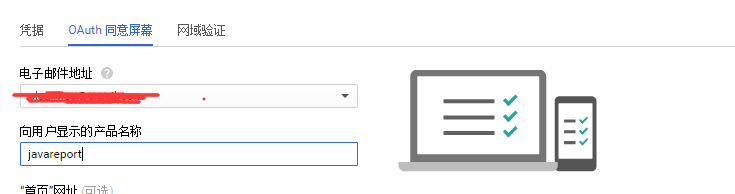 凭据 OAuth 同意屏幕 网域验证
电子邮件地址
向用户显示的产品名称
javareport
“首页”网址 (可选)